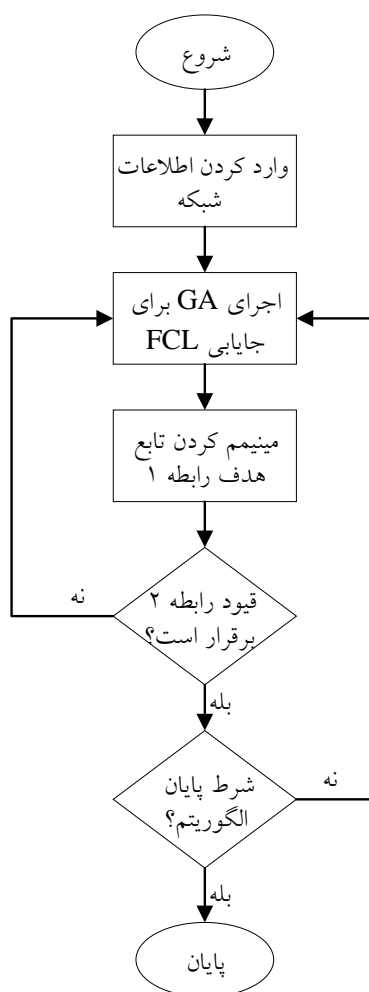 شروع
وارد کردن اطلاعات
شبکه
اجرای GA برای
جایابی FCL
مینیمم کردن تابع
هدف رابطه ۱
قیود رابطه ۲
برقرار است؟
نه
بله
شرط پایان
الگوریتم؟
نه
بله
پایان